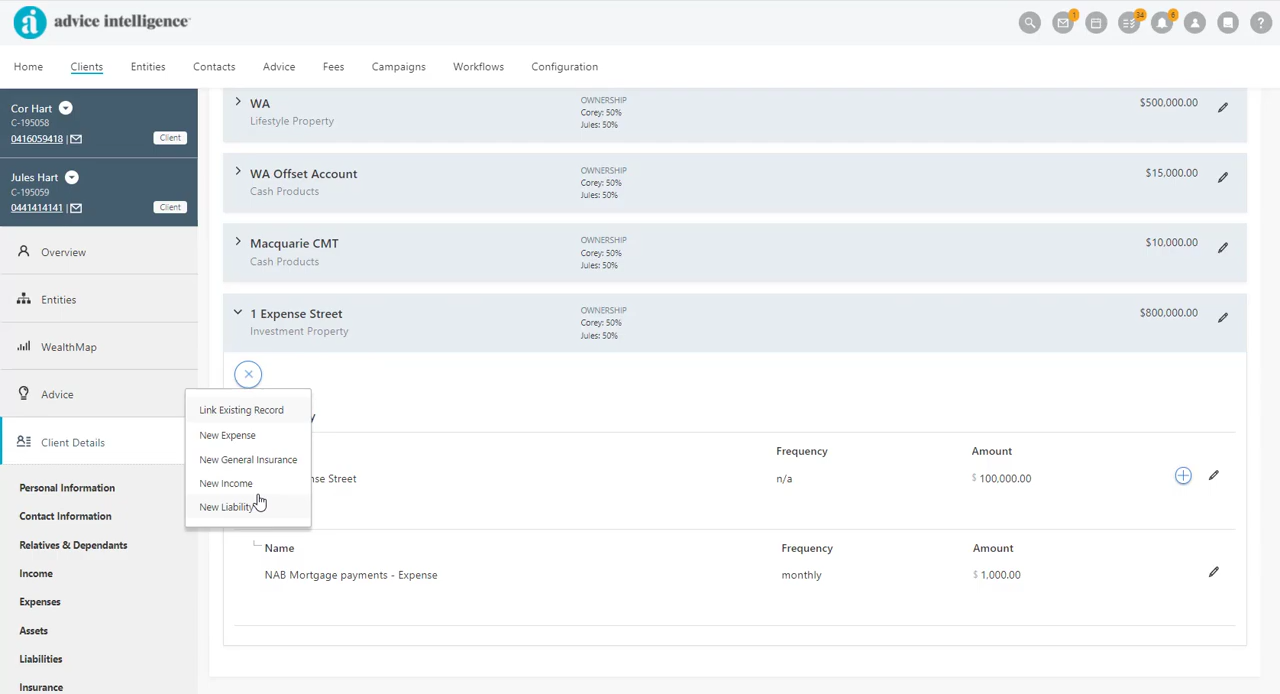 advice intelligence
1
34
6
Home
Clients
Entities
Contacts
Advice
Fees
Campaigns
Workflows
Configuration
Cor Hart
C-195058
0416059418 |
Client
Jules Hart
C-195059
0441414141 |
Client
Overview
Entities
WealthMap
Advice
Client Details
Personal Information
Contact Information
Relatives & Dependants
Income
Expenses
Assets
Liabilities
Insurance
WA
Lifestyle Property
OWNERSHIP
Corey: 50%
Jules: 50%
$500,000.00
WA Offset Account
Cash Products
OWNERSHIP
Corey: 50%
Jules: 50%
$15,000.00
Macquarie CMT
Cash Products
OWNERSHIP
Corey: 50%
Jules: 50%
$10,000.00
1 Expense Street
Investment Property
OWNERSHIP
Corey: 50%
Jules: 50%
$800,000.00
Link Existing Record
New Expense
New General Insurance
New Income
New Liability
Frequency
Amount
nse Street
n/a
$ 100,000.00
Name
Frequency
Amount
NAB Mortgage payments - Expense
monthly
$ 1,000.00